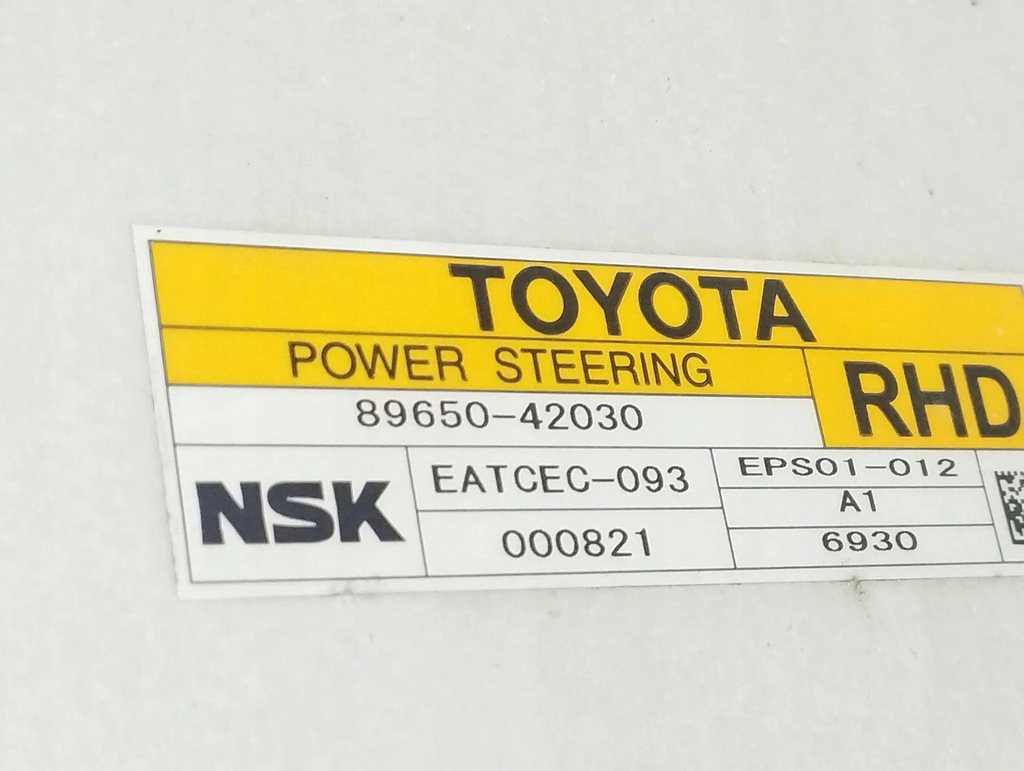 TOYOTA
POWER STEERING
RHD
89650-42030
NSK
EATCEC-093
000821
EPS01-012
A1
6930